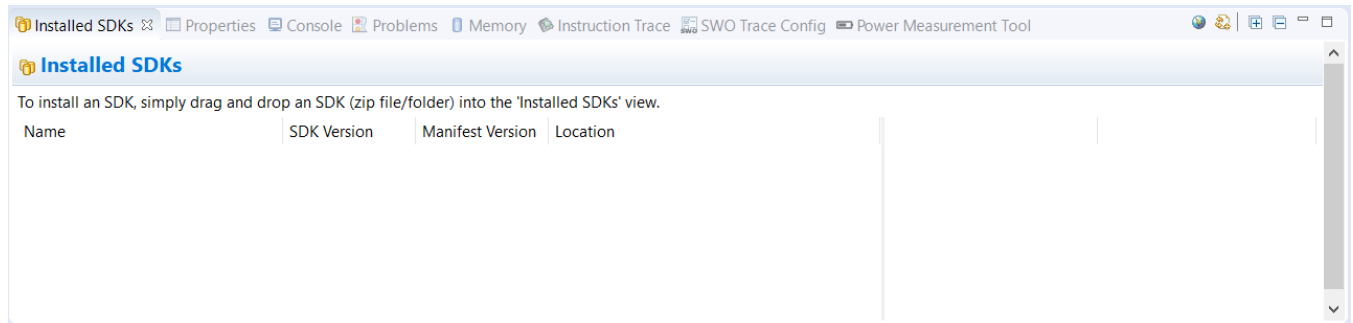 Installed SDKs Properties Console Problems Memory Instruction Trace SWO Trace Config Power Measurement Tool
Installed SDKs
To install an SDK, simply drag and drop an SDK (zip file/folder) into the 'Installed SDKs' view.
Name SDK Version Manifest Version Location